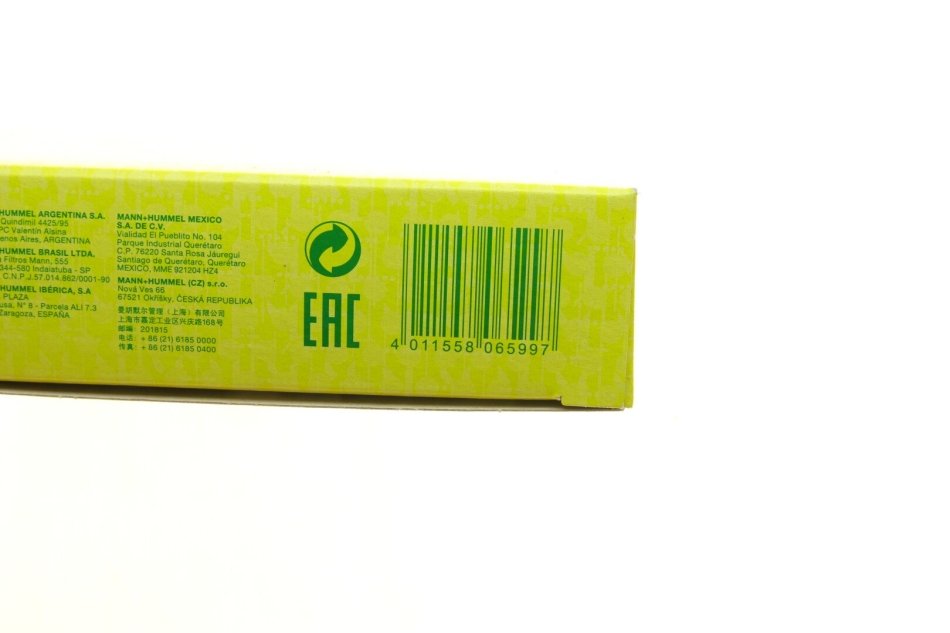 HUMMEL ARGENTINA S.A.
Quindimil 4425/95
PC Valentín Alsina
enos Aires, ARGENTINA
HUMMEL BRASIL LTDA.
Filtros Mann, 555
344-580 Indaiatuba - SP
C.N.P.J.57.014.862/0001-90
HUMMEL IBÉRICA, S.A
PLAZA
usa, N° 8 - Parcela ALI 7.3
Zaragoza, ESPAÑA
MANN+HUMMEL MEXICO
S.A. DE C.V.
Vialidad El Pueblito No. 104
Parque Industrial Querétaro
C.P. 76220 Santa Rosa Jáuregui
Santiago de Querétaro, Querétaro
MEXICO, MME 921204 HZ4
MANN+HUMMEL (CZ) s.r.o.
Nová Ves 66
67521 Okříšky, ČESKÁ REPUBLIKA
曼胡默尔管理（上海）有限公司
上海市嘉定工业区兴庆路168号
邮编：201815
电话：+ 86 (21) 6185 0000
传真：+ 86 (21) 6185 0400
EAC
4 011558 065997